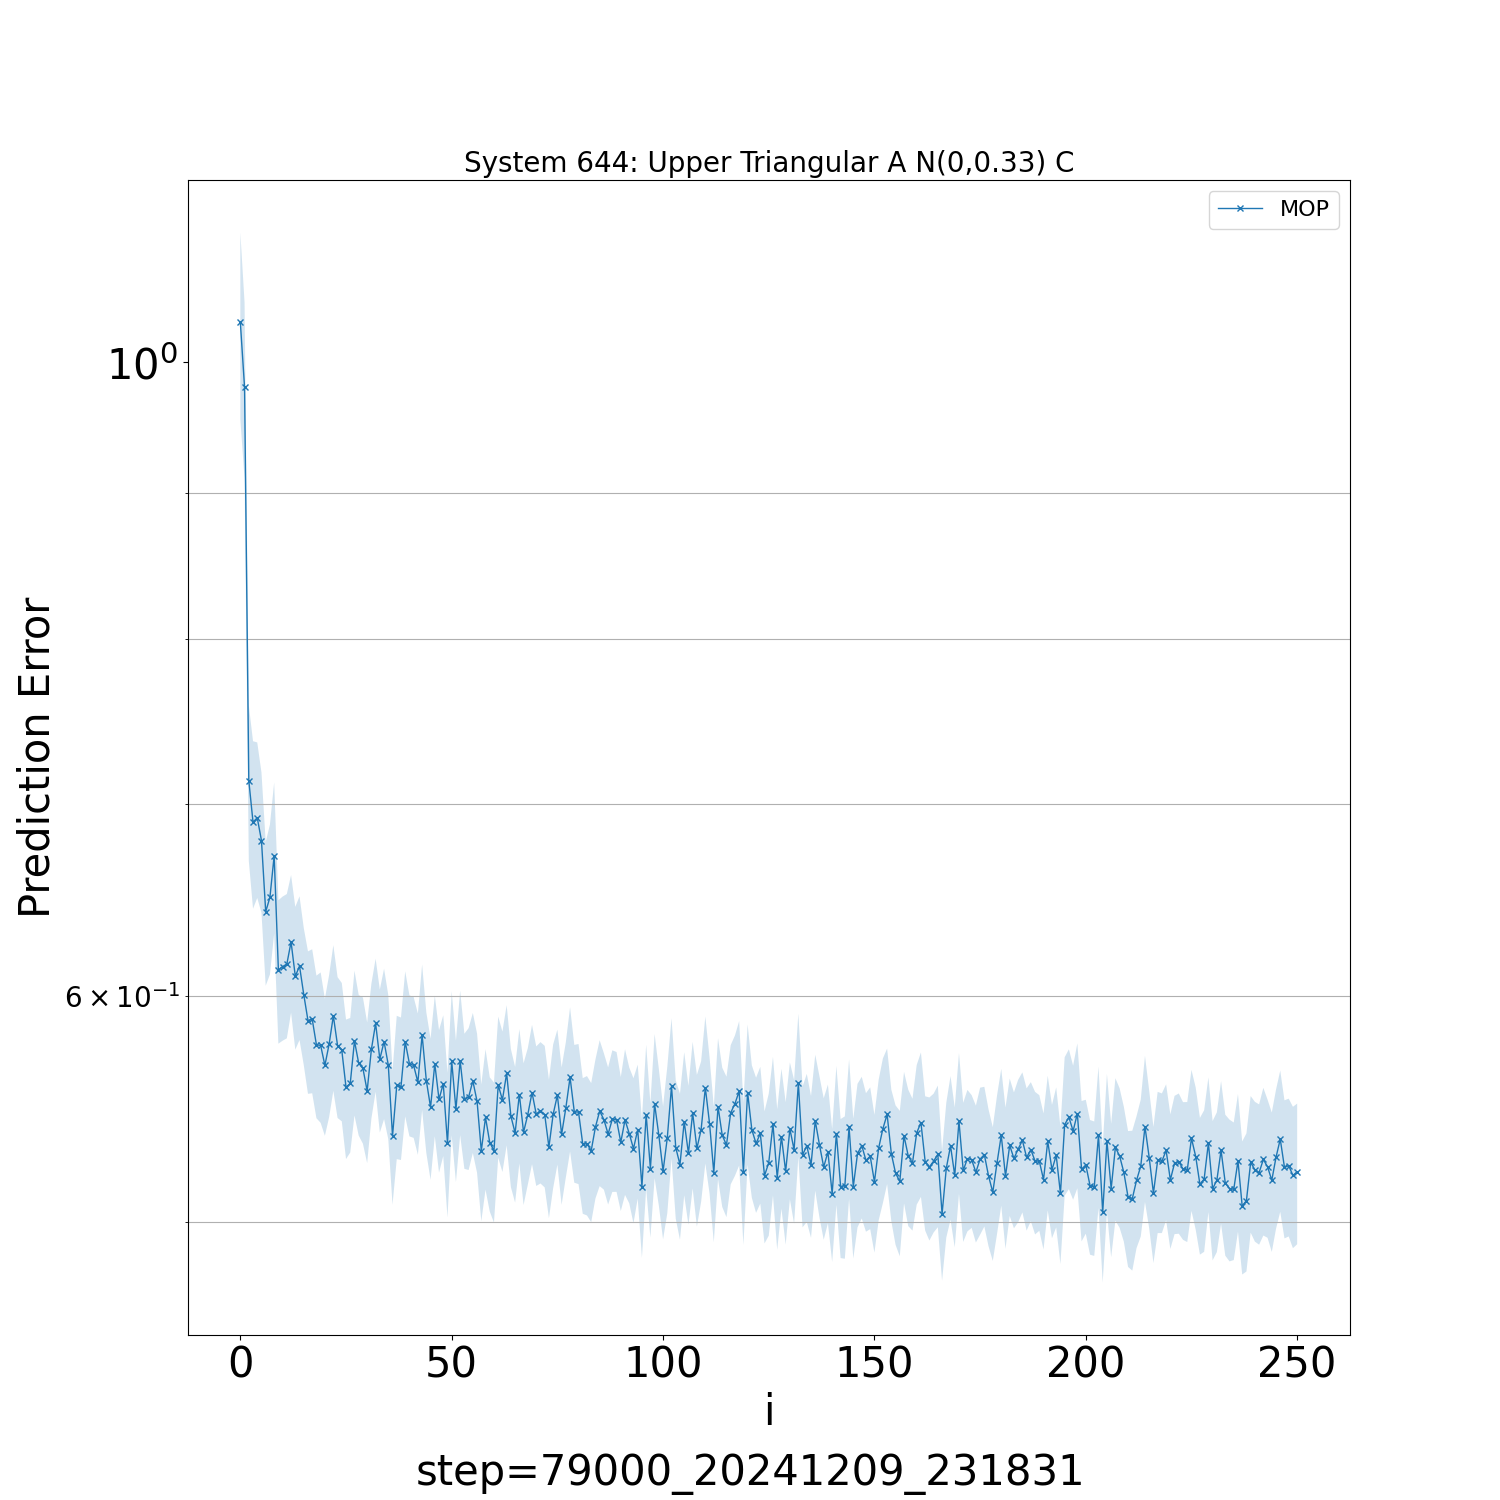 System 644: Upper Triangular A N(0,0.33) C
MOP
10⁰
6 × 10⁻¹
Prediction Error
0 50 100 150 200 250
i
step=79000_20241209_231831